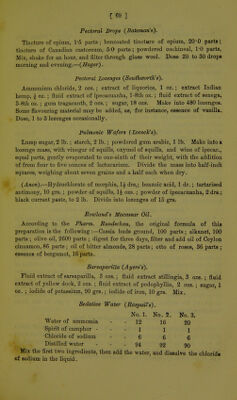 [ 69 ]
Pectoral Drops (Bateman's).
Tincture of opium, 1·5 parts; benzoated tincture of opium, 20·0 parts;
tincture of Canadian castoreum, 5·0 parts; powdered cochineal, 1·0 parts,
Mix, shake for an hour, and filter through glass wool. Dose 25 to 30 drops
morning and evening.—(Hager).
Pectoral Lozenges (Southworth's).
Ammonium chloride, 2 ozs.; extract of liquorice, 1 oz.; extract Indian
hemp, ½ oz.; fluid extract of ipecacuanha, 1-8th oz.; fluid extract of senega,
3-8th oz.; gum tragacanth, 2 ozs.; sugar, 18 ozs. Make into 480 lozenges.
Some flavouring material may be added, as, for instance, essence of vanilla.
Dose, 1 to 3 lozenges occasionally.
Pulmonic Wafers (Locock's).
Lump sugar, 2 lb.; starch, 2 lb.; powdered gum arabic, 1 lb. Make into a
lozenge mass, with vinegar of squills, oxymel of squills, and wine of ipecac.,
equal parts, gently evaporated to one-sixth of their weight, with the addition
of from four to five ounces of lactucarium. Divide the mass into half-inch
squares, weighing about seven grains and a half each when dry.
(Anon).—Hydrochlorate of morphia, 1½ drs.; benzoic acid, 1 dr.; tartarised
antimony, 10 grs.; powder of squills, 1½ ozs.; powder of ipecacuanha, 2 drs.;
black currant paste, to 2 lb. Divide into lozenges of 15 grs.
Rowland's Macassar Oil.
According to the Pharm. Rundschau, the original formula of this
preparation is the following:—Cassia buds ground, 100 parts; alkanet, 100
parts; olive oil, 2600 parts; digest for three days, filter and add oil of Ceylon
cinnamon, 86 parts; oil of bitter almonds, 28 parts; otto of roses, 56 parts;
essence of bergamot, 16 parts.
Sarsaparilla (Ayers's).
Fluid extract of sarsaparilla, 3 ozs.; fluid extract stillingia, 3 ozs.; fluid
extract of yellow dock, 2 ozs.; fluid extract of podophyllin, 2 ozs.; sugar, 1
oz.; iodide of potassium, 90 grs.; iodide of iron, 10 grs. Mix.
Sedative Water (Raspail's).
No. 1. No. 2. No. 3.
Water of ammonia - - 12 16 20
Spirit of camphor - - 1 1 1
Chloride of sodium - - 6 6 6
Distilled water - - 94 92 90
Mix the first two ingredients, then add the water, and dissolve the chloride
of sodium in the liquid.